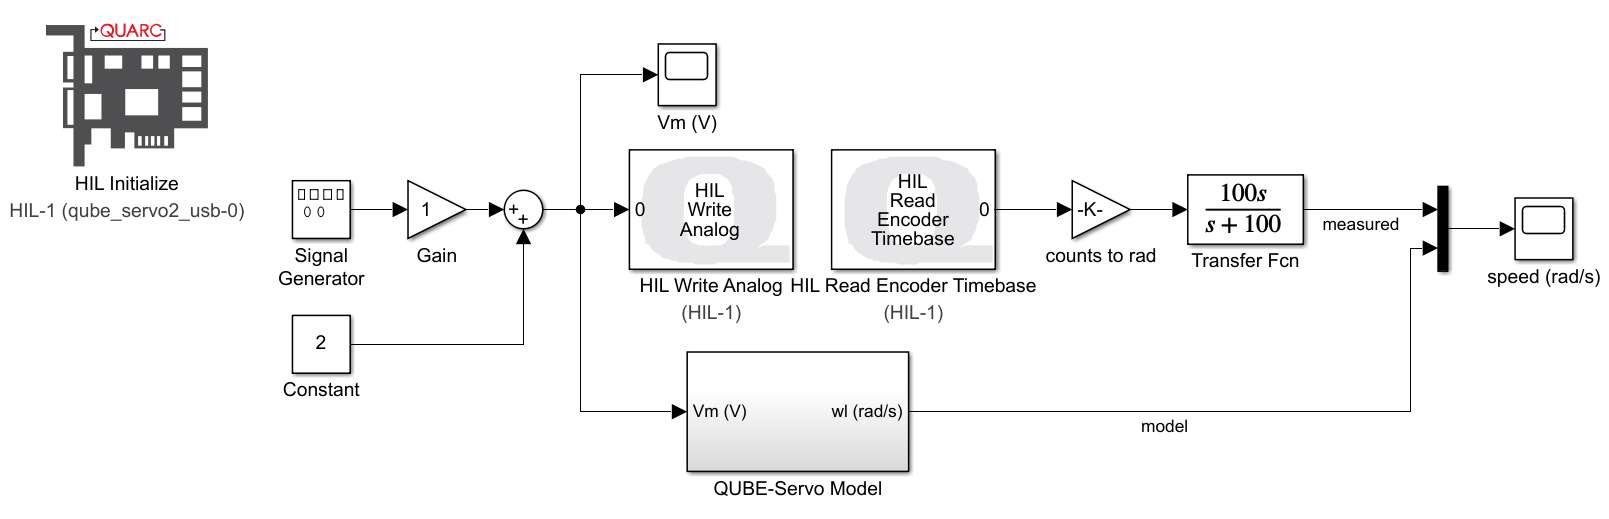 QUARC
HIL Initialize
HIL-1 (qube_servo2_usb-0)
Signal
Generator
1
Gain
2
Constant
+
+
Vm (V)
0
HIL
Write
Analog
HIL Write Analog
(HIL-1)
HIL
Read
Encoder
Timebase
0
HIL Read Encoder Timebase
(HIL-1)
-K-
counts to rad
100s
s + 100
Transfer Fcn
measured
speed (rad/s)
Vm (V)
wl (rad/s)
QUBE-Servo Model
model